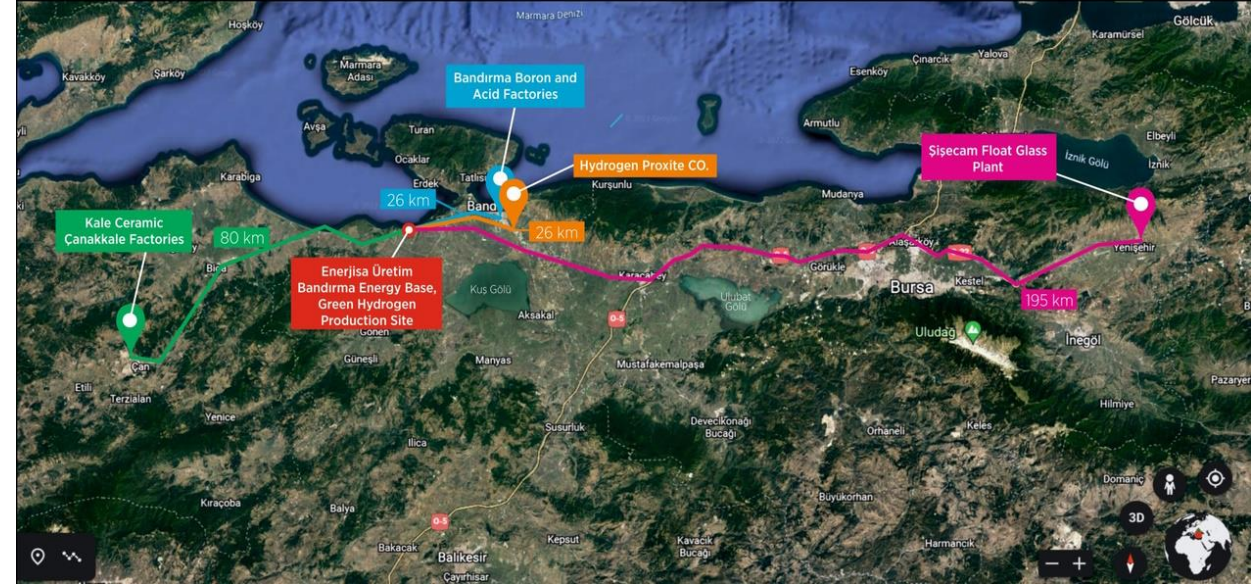 Marmara Denizi
Gölcük
Hoşköy
Karamürsel
Yalova
Çınarcık
Esenköy
Marmara
Adası
Kavakköy
Şarköy
Bandırma Boron and
Acid Factories
Avşa
Turan
Armutlu
Elbeyli
Şişecam Float Glass
Plant
İznik Gölü
İznik
Ocaklar
Hydrogen Proxite CO.
Karabiga
Erdek
Tatlısı
Kurşunlu
Mudanya
26 km
Band
Kale Ceramic
Çanakkale Factories
80 km
26 km
Alaşarköy
Yenişehir
Biga
Enerjisa Üretim
Bandırma Energy Base,
Green Hydrogen
Production Site
Karacabey
Görükle
Kestel
Bursa
Kuş Gölü
Ulubat
Gölü
195 km
Aksakal
O-5
Uludağ
İnegöl
Gönen
Çan
Güneşli
Manyas
Mustafakemalpaşa
Etili
Terzialan
Pazaryer
Yenice
Hilmiye
Devecikonağı
Bucağı
Susurluk
Orhaneli
Keles
Ilıca
Domaniç
Kıraçoba
Balya
Büyükorhan
O-5
3D
Bakacak
Balıkesir
Kepsut
Kavacık
Bucağı
Harmancık
Çayırhisar